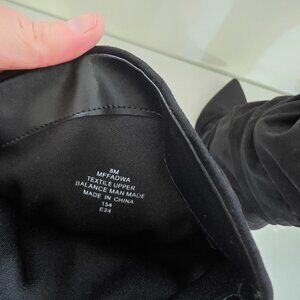 8M
MFFADWA
TEXTILE UPPER
BALANCE MAN MADE
MADE IN CHINA
154
E24